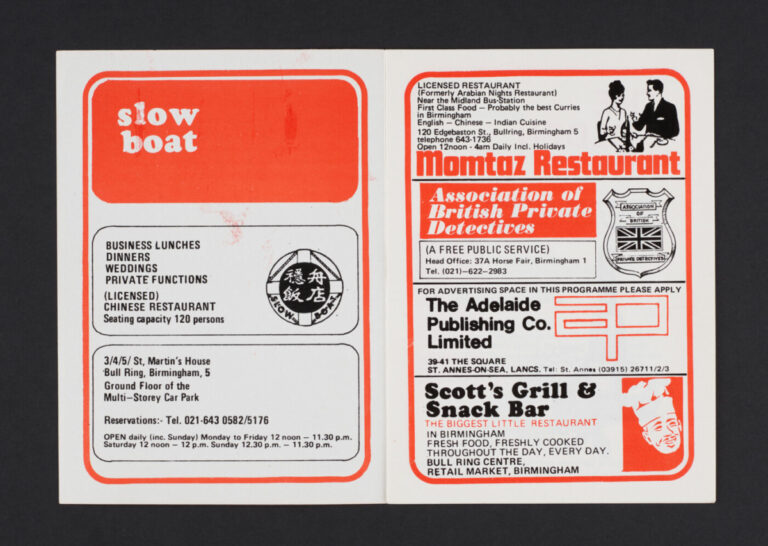 slow
boat
BUSINESS LUNCHES
DINNERS
WEDDINGS
PRIVATE FUNCTIONS
(LICENSED)
CHINESE RESTAURANT
Seating capacity 120 persons
穩舟
飯店
SLOW BOAT
3/4/5/ St, Martin's House
Bull Ring, Birmingham, 5
Ground Floor of the
Multi-Storey Car Park
Reservations:- Tel. 021-643 0582/5176
OPEN daily (inc. Sunday) Monday to Friday 12 noon — 11.30 p.m.
Saturday 12 noon — 12 p.m. Sunday 12.30 p.m. — 11.30 p.m.
LICENSED RESTAURANT
(Formerly Arabian Nights Restaurant)
Near the Midland Bus-Station
First Class Food — Probably the best Curries
in Birmingham
English — Chinese — Indian Cuisine
120 Edgebaston St., Bullring, Birmingham 5
telephone 643-1736
Open 12noon - 4am Daily Incl. Holidays
Momtaz Restaurant
Association of
British Private
Detectives
(A FREE PUBLIC SERVICE)
Head Office: 37A Horse Fair, Birmingham 1
Tel. (021)—622—2983
ASSOCIATION
OF
BRITISH
PRIVATE DETECTIVES
FOR ADVERTISING SPACE IN THIS PROGRAMME PLEASE APPLY
The Adelaide
Publishing Co.
Limited
39-41 THE SQUARE
ST. ANNES-ON-SEA, LANCS. Tel: St. Annes (03915) 26711/2/3
Scott's Grill &
Snack Bar
THE BIGGEST LITTLE RESTAURANT
IN BIRMINGHAM
FRESH FOOD, FRESHLY COOKED
THROUGHOUT THE DAY, EVERY DAY.
BULL RING CENTRE,
RETAIL MARKET, BIRMINGHAM